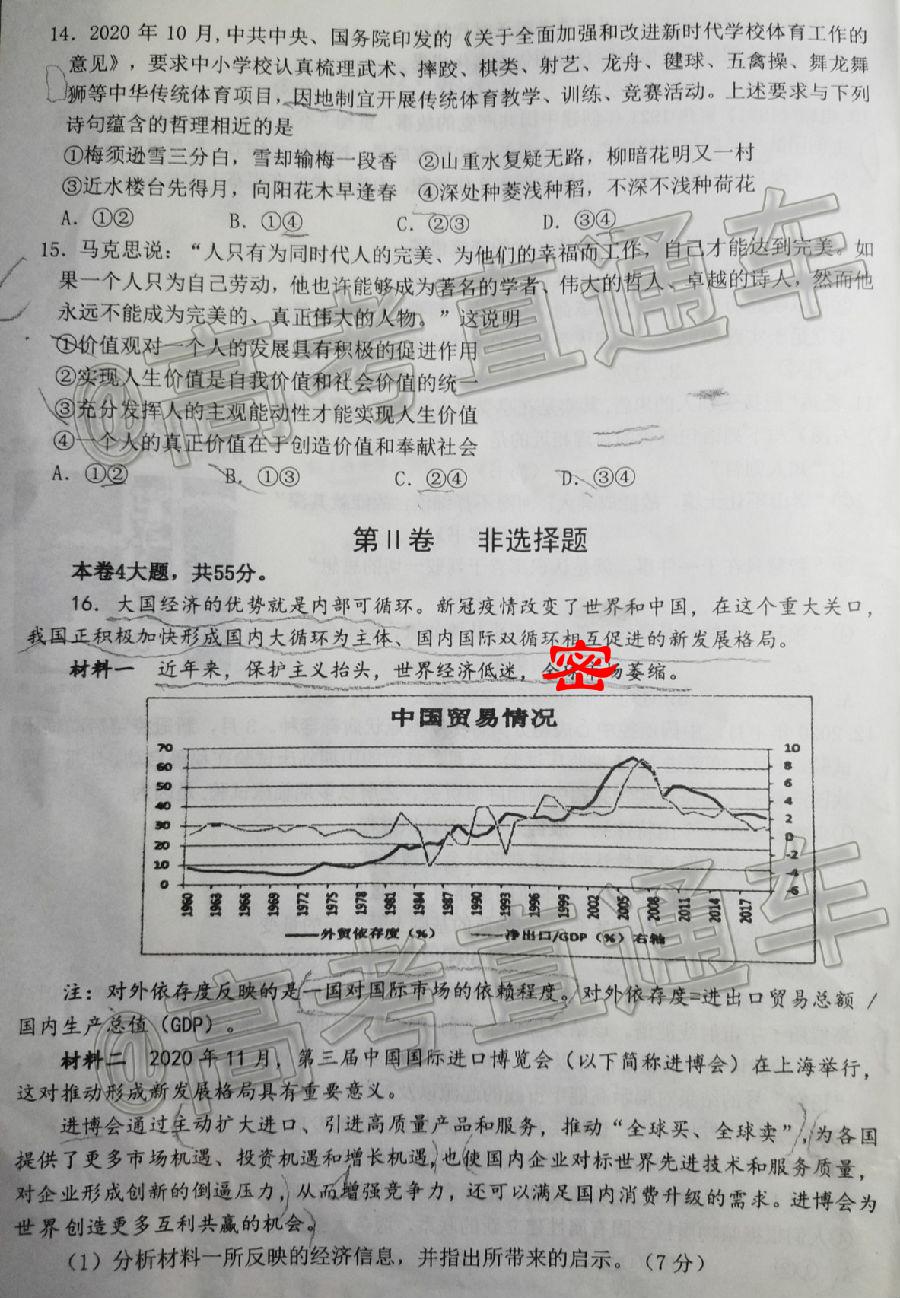 14. 2020 年 10 月,中共中央、国务院印发的《关于全面加强和改进新时代学校体育工作的
意见》，要求中小学校认真梳理武术、摔跤、棋类、射艺、龙舟、毽球、五禽操、舞龙舞
狮等中华传统体育项目，因地制宜开展传统体育教学、训练、竞赛活动。上述要求与下列
诗句蕴含的哲理相近的是
①梅须逊雪三分白，雪却输梅一段香 ②山重水复疑无路，柳暗花明又一村
③近水楼台先得月，向阳花木早逢春 ④深处种菱浅种稻，不深不浅种荷花
A. ①② B. ①④ C. ②③ D. ③④
15. 马克思说：“人只有为同时代人的完美、为他们的幸福而工作，自己才能达到完美。如
果一个人只为自己劳动，他也许能够成为著名的学者、伟大的哲人、卓越的诗人，然而他
永远不能成为完美的、真正伟大的人物。”这说明
①价值观对一个人的发展具有积极的促进作用
②实现人生价值是自我价值和社会价值的统一
③充分发挥人的主观能动性才能实现人生价值
④一个人的真正价值在于创造价值和奉献社会
A. ①② B. ①③ C. ②④ D. ③④
@高考直通车
第Ⅱ卷 非选择题
本卷4大题，共55分。
16. 大国经济的优势就是内部可循环。新冠疫情改变了世界和中国，在这个重大关口，
我国正积极加快形成国内大循环为主体、国内国际双循环相互促进的新发展格局。
材料一 近年来，保护主义抬头，世界经济低迷，全 密 场萎缩。
中国贸易情况
70 60 50 40 30 20 10 0
10 8 6 4 2 0 -2 -4 -6
1960 1963 1966 1969 1972 1975 1978 1981 1984 1987 1990 1993 1996 1999 2002 2005 2008 2011 2014 2017
外贸依存度（%） 净出口/GDP（%）右轴
注：对外依存度反映的是一国对国际市场的依赖程度。对外依存度=进出口贸易总额 /
国内生产总值（GDP）。
@高考直通车
材料二 2020 年 11 月，第三届中国国际进口博览会（以下简称进博会）在上海举行，
这对推动形成新发展格局具有重要意义。
进博会通过主动扩大进口、引进高质量产品和服务，推动“全球买、全球卖”，为各国
提供了更多市场机遇、投资机遇和增长机遇，也使国内企业对标世界先进技术和服务质量，
对企业形成创新的倒逼压力，从而增强竞争力，还可以满足国内消费升级的需求。进博会为
世界创造更多互利共赢的机会。
（1）分析材料一所反映的经济信息，并指出所带来的启示。（7 分）